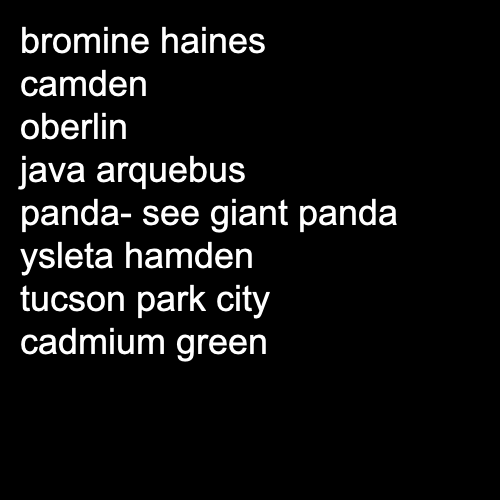 bromine haines
camden
oberlin
java arquebus
panda- see giant panda
ysleta hamden
tucson park city
cadmium green